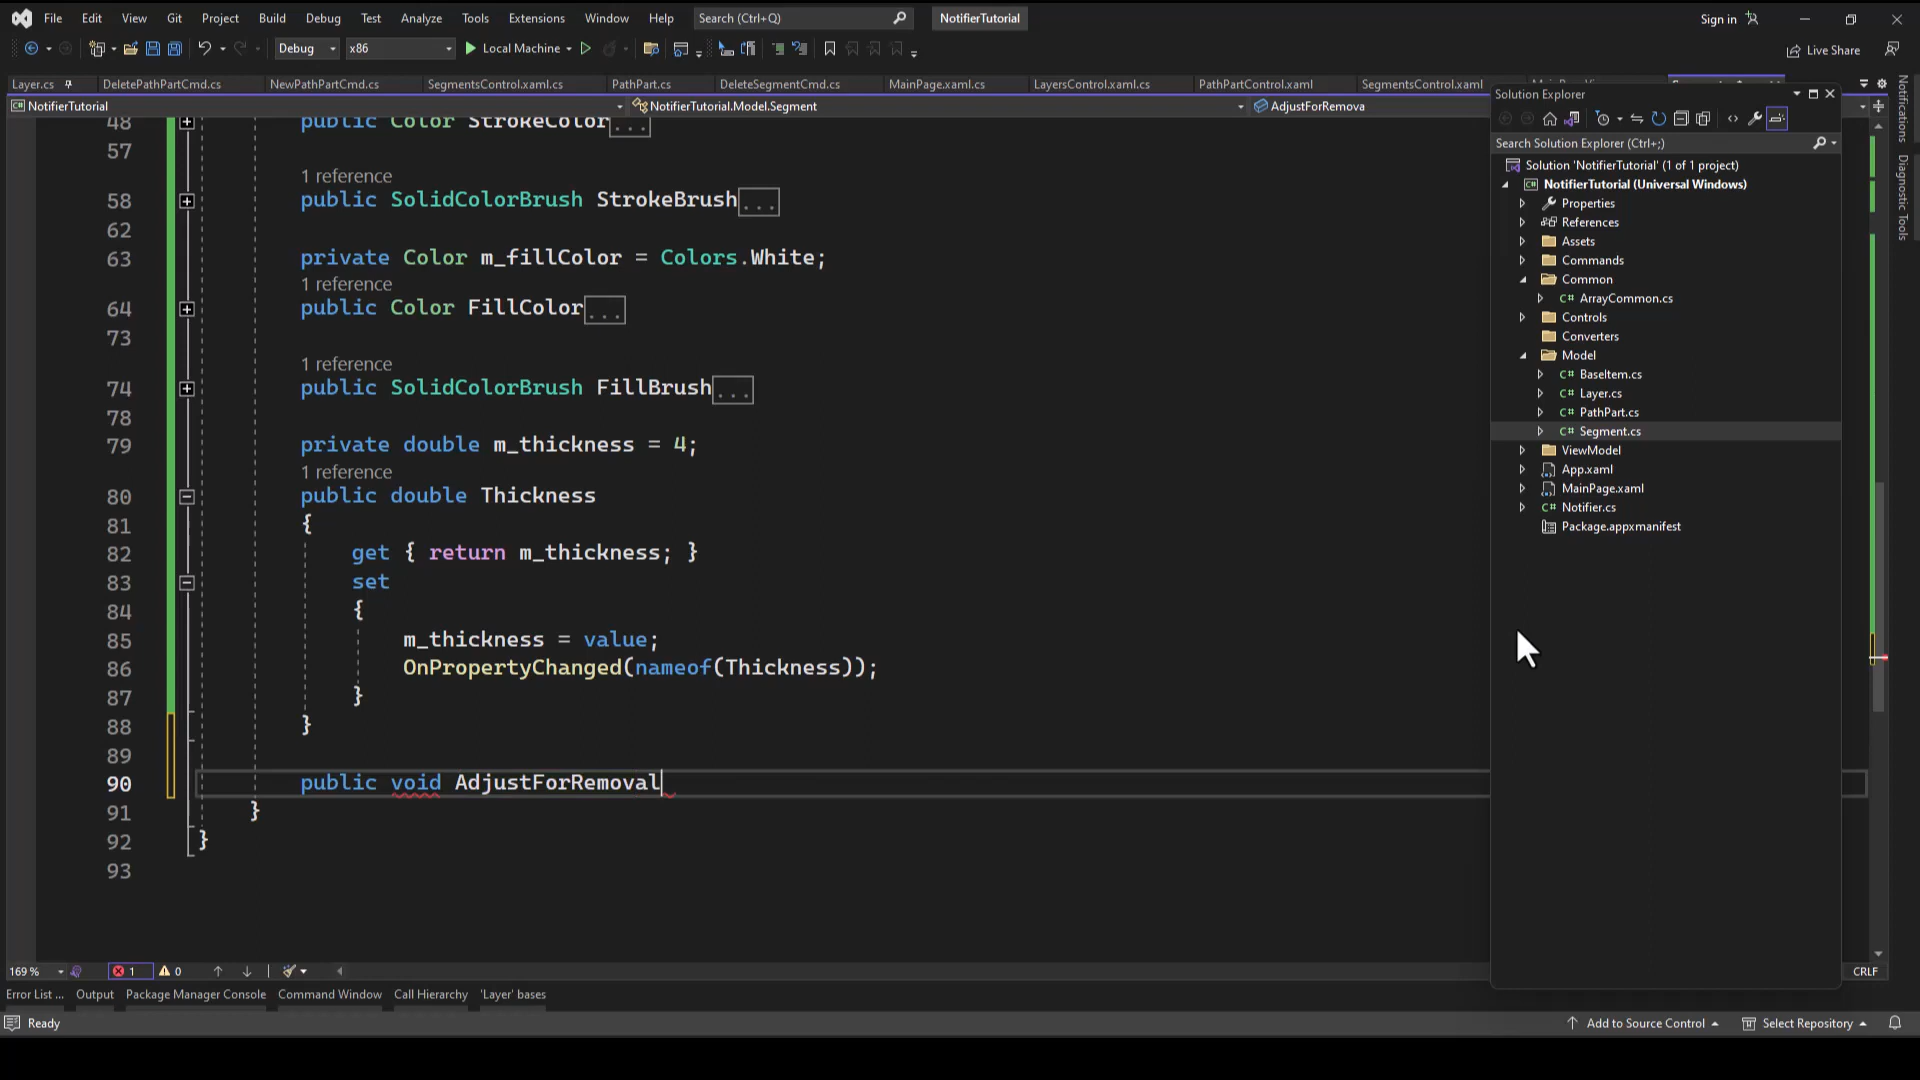 File Edit View Git Project Build Debug Test Analyze Tools Extensions Window Help Search (Ctrl+Q) NotifierTutorial Sign in
Debug x86 Local Machine Live Share
Layer.cs DeletePathPartCmd.cs NewPathPartCmd.cs SegmentsControl.xaml.cs PathPart.cs DeleteSegmentCmd.cs MainPage.xaml.cs LayersControl.xaml.cs PathPartControl.xaml SegmentsControl.xaml
NotifierTutorial NotifierTutorial.Model.Segment AdjustForRemova
48 public Color StrokeColor...
57
1 reference
58 public SolidColorBrush StrokeBrush...
62
63 private Color m_fillColor = Colors.White;
1 reference
64 public Color FillColor...
73
1 reference
74 public SolidColorBrush FillBrush...
78
79 private double m_thickness = 4;
1 reference
80 public double Thickness
81 {
82 get { return m_thickness; }
83 set
84 {
85 m_thickness = value;
86 OnPropertyChanged(nameof(Thickness));
87 }
88 }
89
90 public void AdjustForRemoval
91 }
92 }
93
Solution Explorer
Search Solution Explorer (Ctrl+;)
Solution 'NotifierTutorial' (1 of 1 project)
NotifierTutorial (Universal Windows)
Properties
References
Assets
Commands
Common
C# ArrayCommon.cs
Controls
Converters
Model
C# BaseItem.cs
C# Layer.cs
C# PathPart.cs
C# Segment.cs
ViewModel
App.xaml
MainPage.xaml
C# Notifier.cs
Package.appxmanifest
Notifications
Diagnostic Tools
169 % 1 0 CRLF
Error List ... Output Package Manager Console Command Window Call Hierarchy 'Layer' bases
Ready Add to Source Control Select Repository